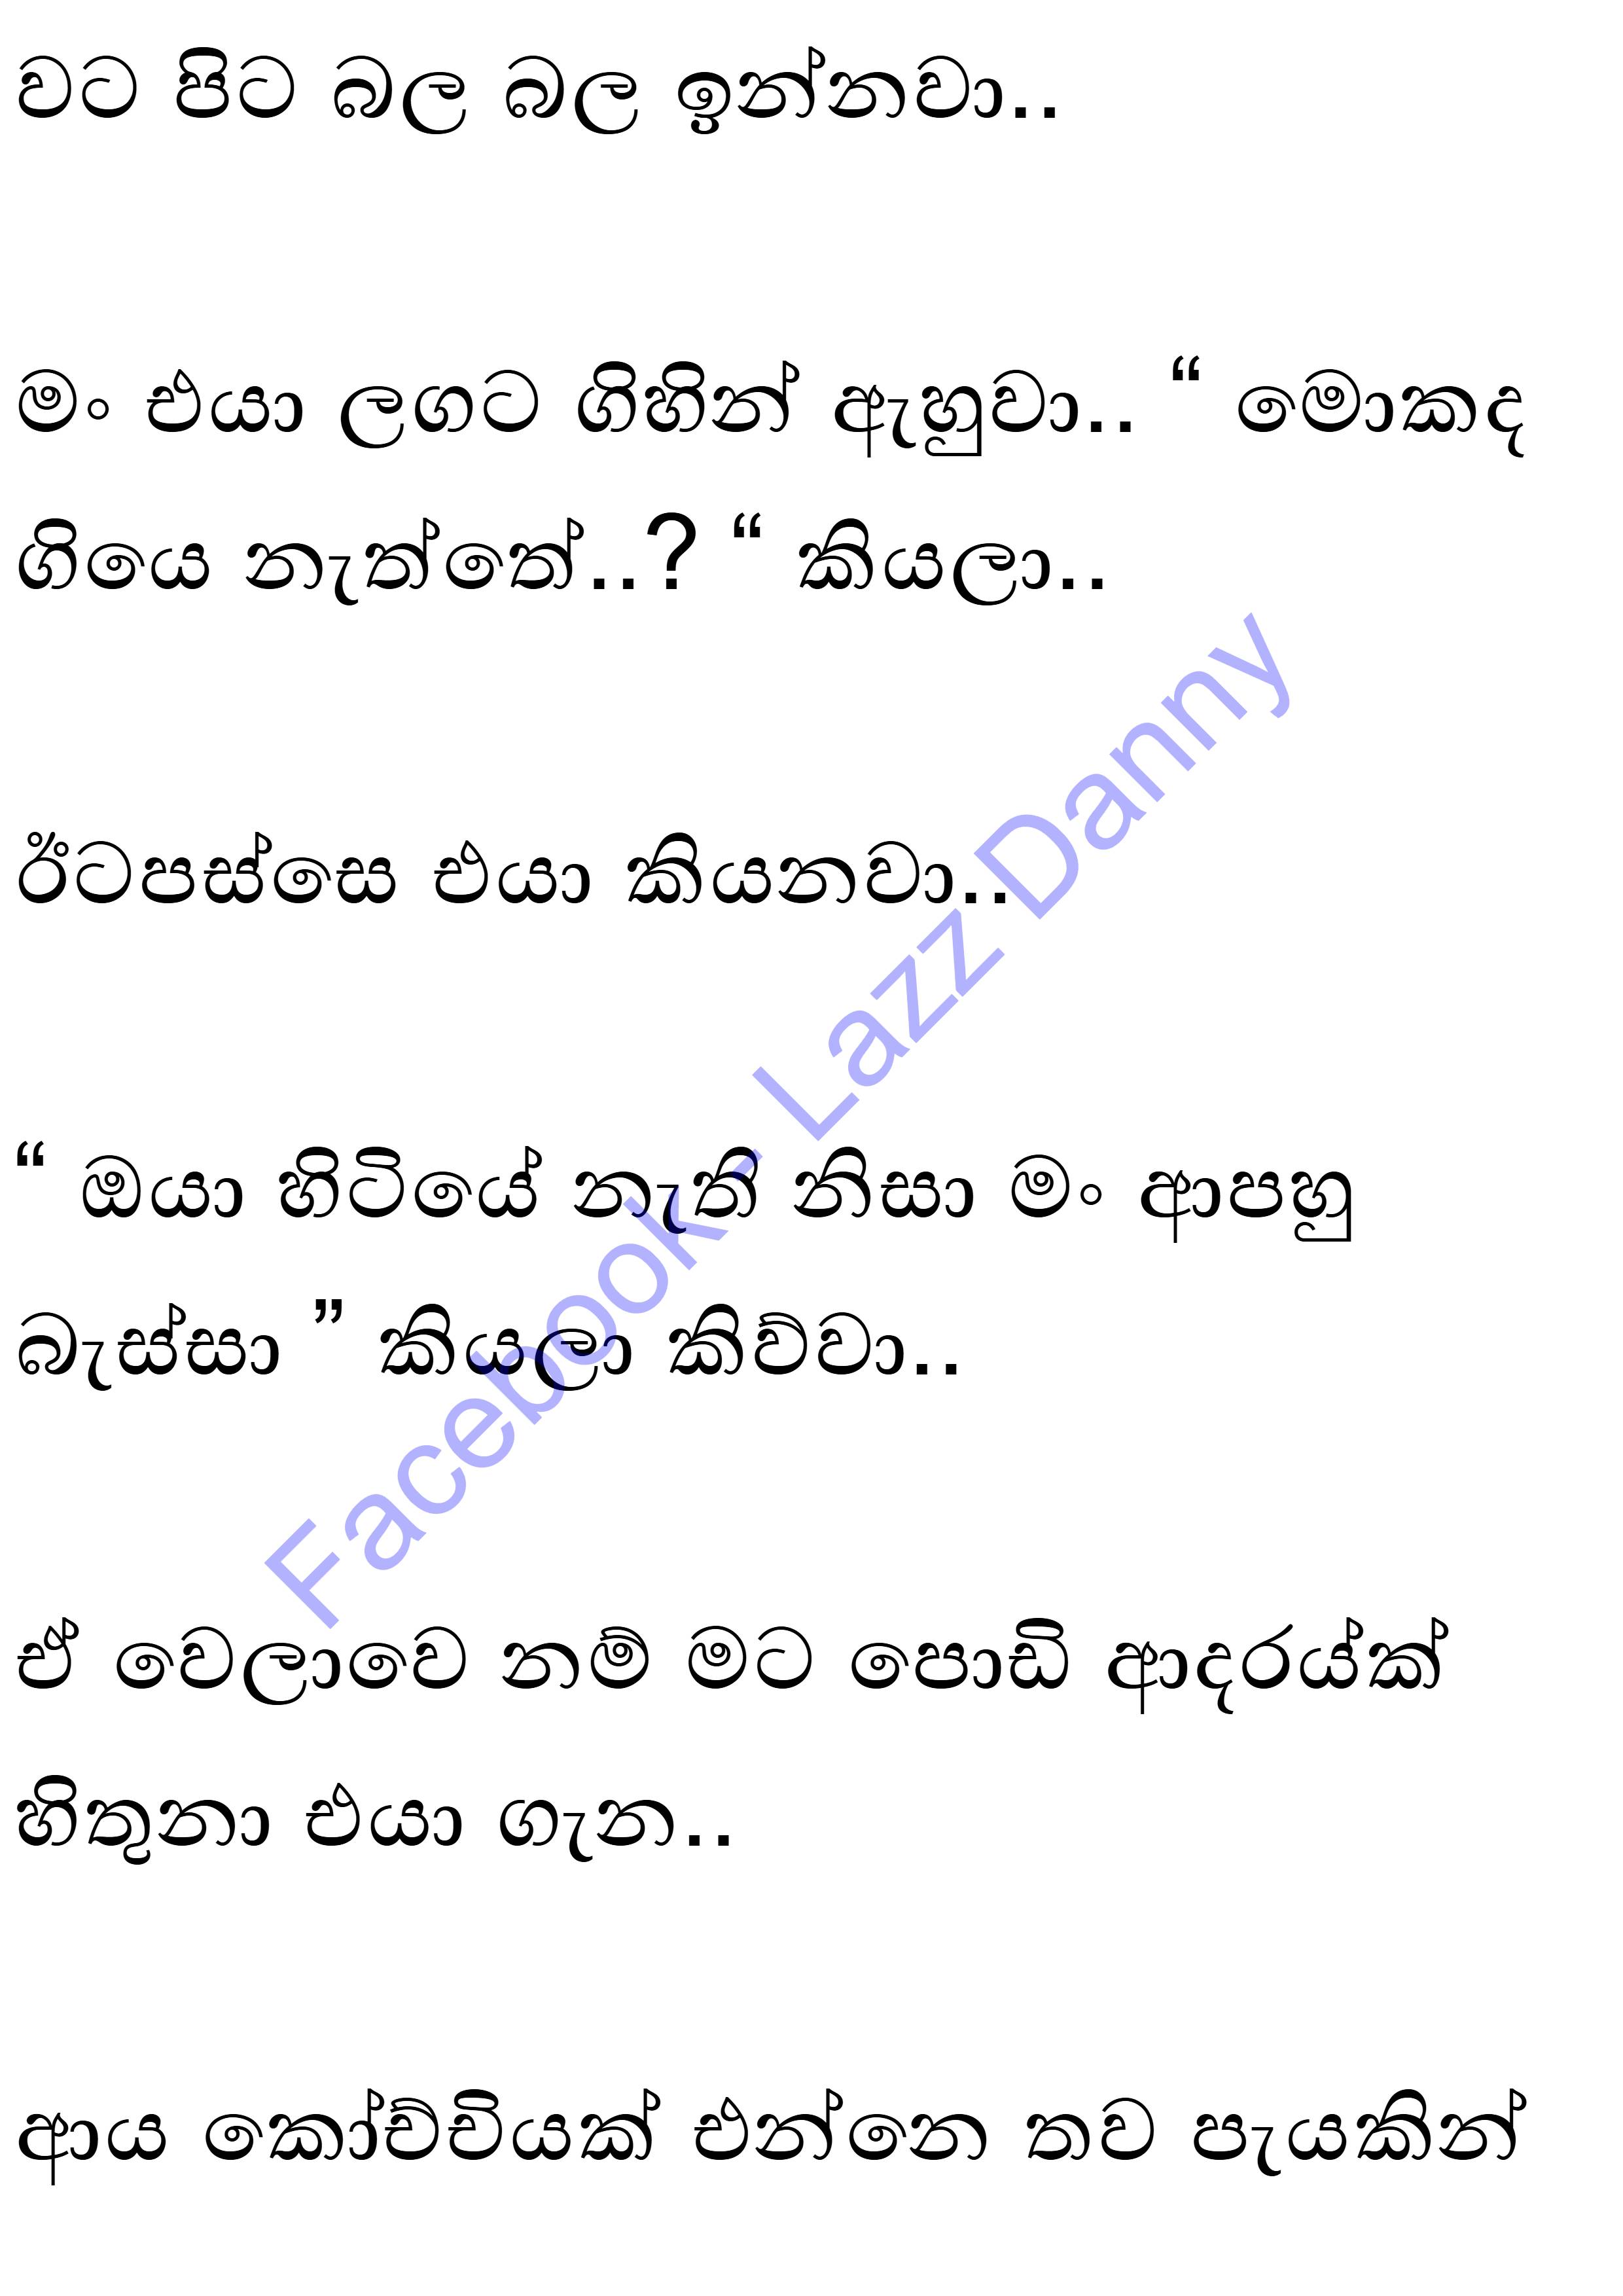 වට පිට බල බල ඉන්නවා..
මං එයා ලගට ගිහින් ඇහුවා.. “ මොකද
ගියෙ නැත්තේ..? “ කියලා..
ඊටපස්සෙ එයා කියනවා..
“ ඔයා හිටියේ නැති නිසා මං ආපහු
බැස්සා ” කියලා කිව්වා..
ඒ වෙලාවෙ නම් මට පොඩි ආදරය්ක්
හිතුනා එයා ගැන..
ආය කෝච්චියක් එන්නෙ තව පැයකින්
Facebook - Lazz Danny